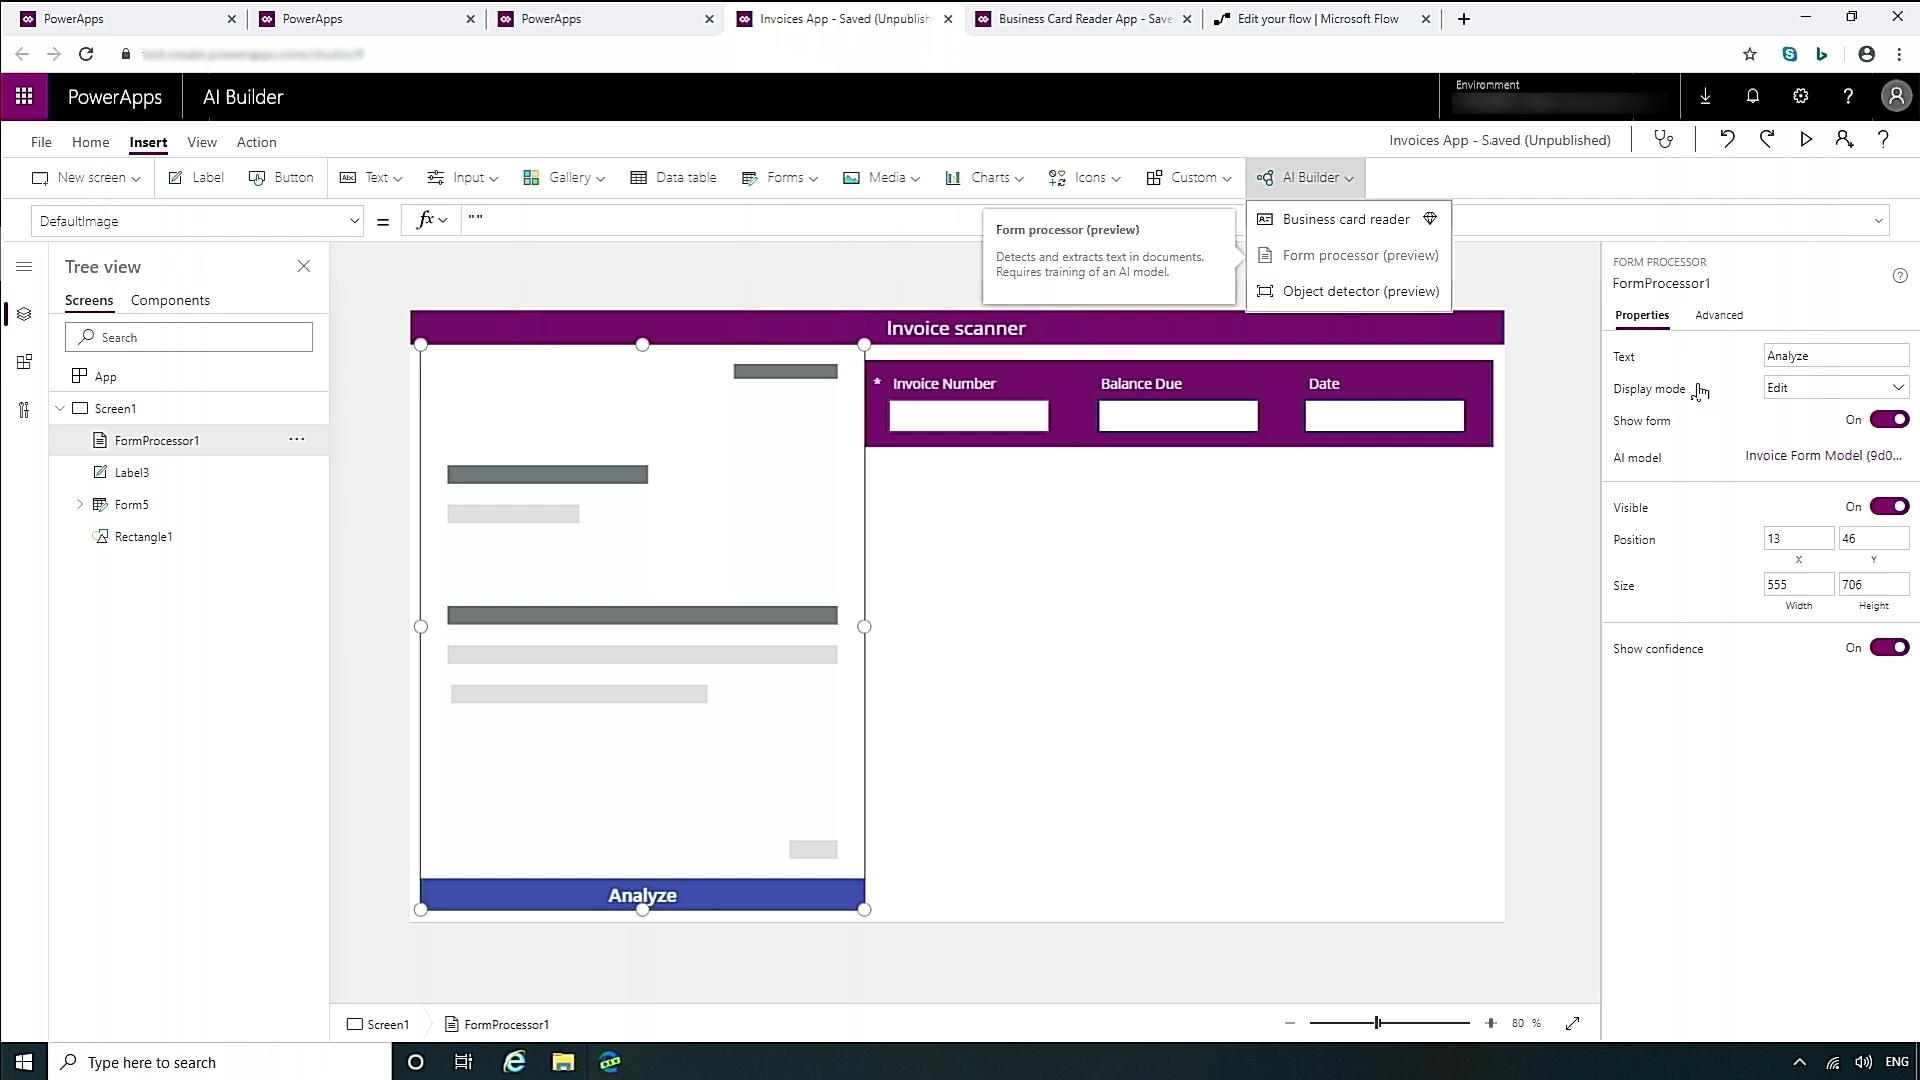 PowerApps
PowerApps
PowerApps
Invoices App - Saved (Unpublish
Business Card Reader App - Save
Edit your flow | Microsoft Flow
PowerApps
AI Builder
Environment
File Home Insert View Action
Invoices App - Saved (Unpublished)
New screen Label Button Text Input Gallery Data table Forms Media Charts Icons Custom AI Builder
DefaultImage = fx ""
Business card reader
Form processor (preview)
Object detector (preview)
Form processor (preview)
Detects and extracts text in documents.
Requires training of an AI model.
Tree view
Screens Components
Search
App
Screen1
FormProcessor1
Label3
Form5
Rectangle1
Invoice scanner
* Invoice Number Balance Due Date
Analyze
FORM PROCESSOR
FormProcessor1
Properties Advanced
Text Analyze
Display mode Edit
Show form On
AI model Invoice Form Model (9d0...
Visible On
Position 13 46
X Y
Size 555 706
Width Height
Show confidence On
Screen1 FormProcessor1
80 %
Type here to search
ENG